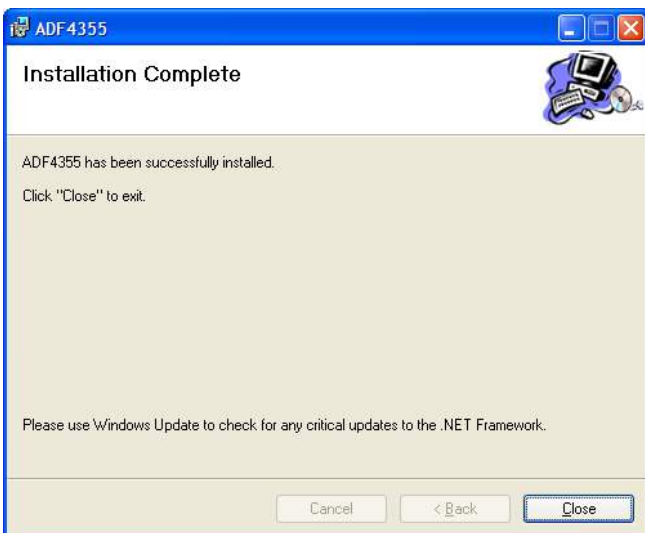 ADF4355
Installation Complete
ADF4355 has been successfully installed.
Click "Close" to exit.
Please use Windows Update to check for any critical updates to the .NET Framework.
Cancel
< Back
Close